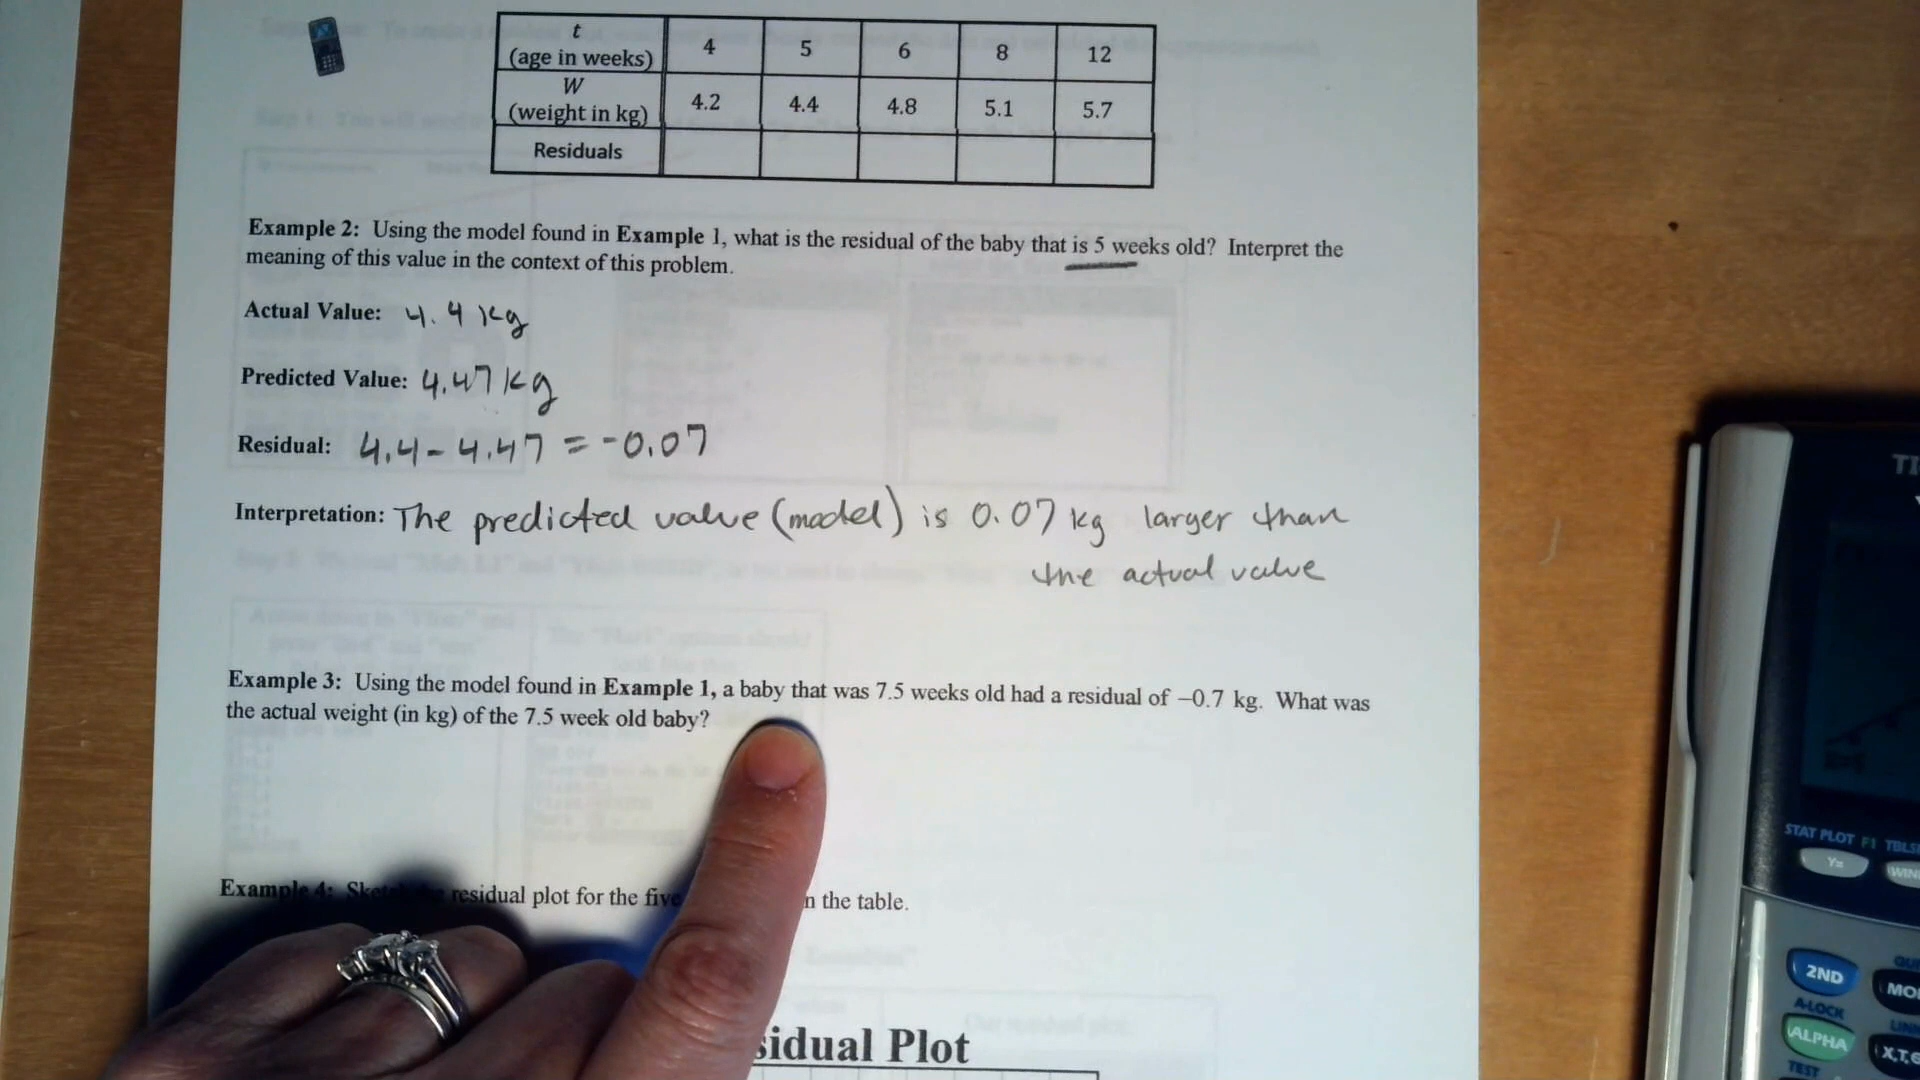 t
(age in weeks) 4 5 6 8 12
W
(weight in kg) 4.2 4.4 4.8 5.1 5.7
Residuals
Example 2: Using the model found in Example 1, what is the residual of the baby that is 5 weeks old? Interpret the
meaning of this value in the context of this problem.
Actual Value: 4.4 kg
Predicted Value: 4.47 kg
Residual: 4.4 - 4.47 = -0.07
Interpretation: The predicted value (model) is 0.07 kg larger than
the actual value
Example 3: Using the model found in Example 1, a baby that was 7.5 weeks old had a residual of –0.7 kg. What was
the actual weight (in kg) of the 7.5 week old baby?
Example 4: residual plot for the five the table.
Plot
TI
STAT PLOT F1
Y=
2ND
A-LOCK
ALPHA
TEST